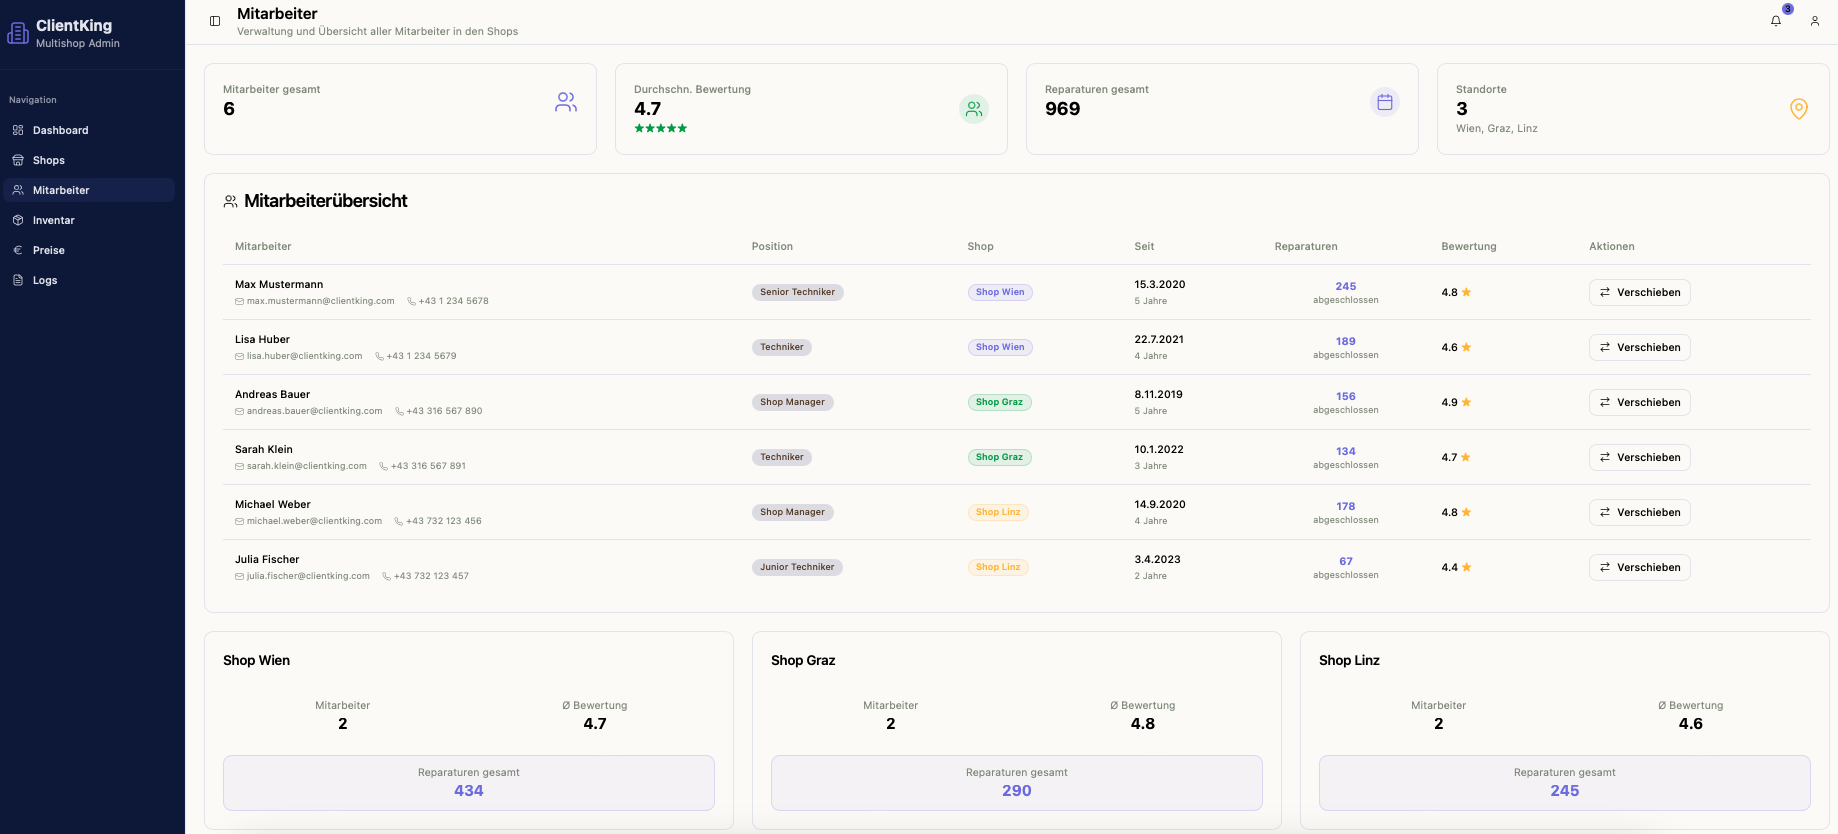 ClientKing
Multishop Admin
Navigation
Dashboard
Shops
Mitarbeiter
Inventar
Preise
Logs
Mitarbeiter
Verwaltung und Übersicht aller Mitarbeiter in den Shops
3
Mitarbeiter gesamt
6
Durchschn. Bewertung
4.7
Reparaturen gesamt
969
Standorte
3
Wien, Graz, Linz
Mitarbeiterübersicht
Mitarbeiter Position Shop Seit Reparaturen Bewertung Aktionen
Max Mustermann
max.mustermann@clientking.com +43 1 234 5678
Senior Techniker
Shop Wien
15.3.2020
5 Jahre
245
abgeschlossen
4.8
Verschieben
Lisa Huber
lisa.huber@clientking.com +43 1 234 5679
Techniker
Shop Wien
22.7.2021
4 Jahre
189
abgeschlossen
4.6
Verschieben
Andreas Bauer
andreas.bauer@clientking.com +43 316 567 890
Shop Manager
Shop Graz
8.11.2019
5 Jahre
156
abgeschlossen
4.9
Verschieben
Sarah Klein
sarah.klein@clientking.com +43 316 567 891
Techniker
Shop Graz
10.1.2022
3 Jahre
134
abgeschlossen
4.7
Verschieben
Michael Weber
michael.weber@clientking.com +43 732 123 456
Shop Manager
Shop Linz
14.9.2020
4 Jahre
178
abgeschlossen
4.8
Verschieben
Julia Fischer
julia.fischer@clientking.com +43 732 123 457
Junior Techniker
Shop Linz
3.4.2023
2 Jahre
67
abgeschlossen
4.4
Verschieben
Shop Wien
Mitarbeiter
2
Ø Bewertung
4.7
Reparaturen gesamt
434
Shop Graz
Mitarbeiter
2
Ø Bewertung
4.8
Reparaturen gesamt
290
Shop Linz
Mitarbeiter
2
Ø Bewertung
4.6
Reparaturen gesamt
245